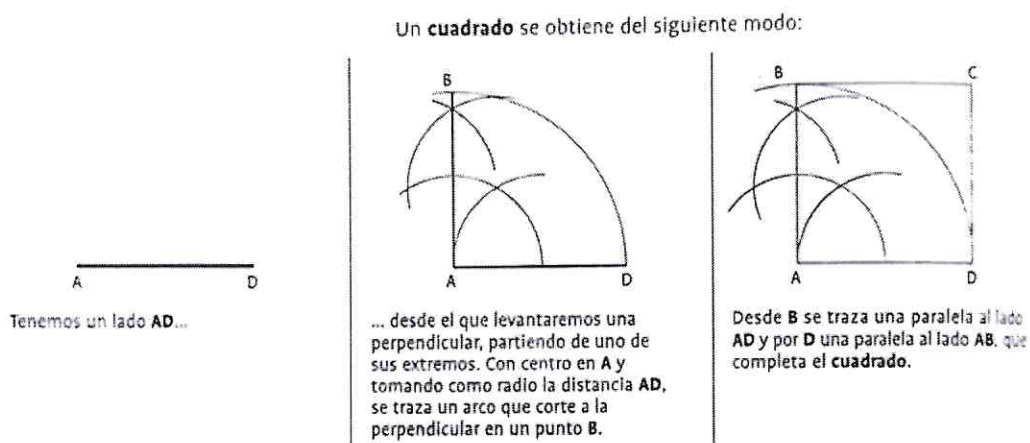 Un cuadrado se obtiene del siguiente modo:
A
D
Tenemos un lado AD...
B
A
D
... desde el que levantaremos una
perpendicular, partiendo de uno de
sus extremos. Con centro en A y
tomando como radio la distancia AD,
se traza un arco que corte a la
perpendicular en un punto B.
B
C
A
D
Desde B se traza una paralela al lado
AD y por D una paralela al lado AB, que
completa el cuadrado.